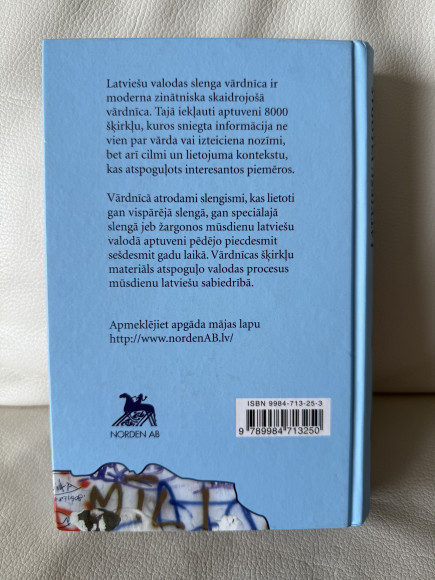 Latviešu valodas slenga vārdnīca ir
moderna zinātniska skaidrojošā
vārdnīca. Tajā iekļauti aptuveni 8000
šķirkļu, kuros sniegta informācija ne
vien par vārda vai izteiciena nozīmi,
bet arī cilmi un lietojuma kontekstu,
kas atspoguļots interesantos piemēros.
Vārdnīcā atrodami slengismi, kas lietoti
gan vispārējā slengā, gan speciālajā
slengā jeb žargonos mūsdienu latviešu
valodā aptuveni pēdējo piecdesmit
sešdesmit gadu laikā. Vārdnīcas šķirkļu
materiāls atspoguļo valodas procesus
mūsdienu latviešu sabiedrībā.
Apmeklējiet apgāda mājas lapu
http://www.nordenAB.lv/
NORDEN AB
ISBN 9984-713-25-3
9 789984 713250